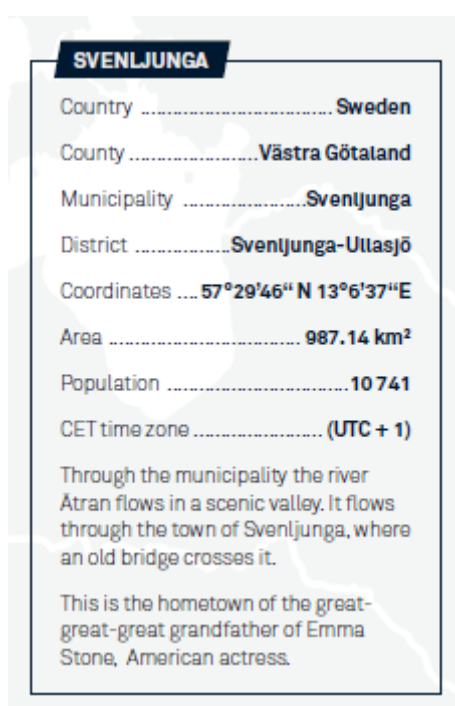 SVENLJUNGA
Country .................................... Sweden
County ........................Västra Götaland
Municipality .......................Svenljunga
District ..................Svenljunga-Ullasjö
Coordinates .... 57°29'46“ N 13°6'37“E
Area .................................... 987.14 km²
Population ..................................10 741
CET time zone ........................ (UTC + 1)
Through the municipality the river
Ätran flows in a scenic valley. It flows
through the town of Svenljunga, where
an old bridge crosses it.
This is the hometown of the great-
great-great grandfather of Emma
Stone, American actress.